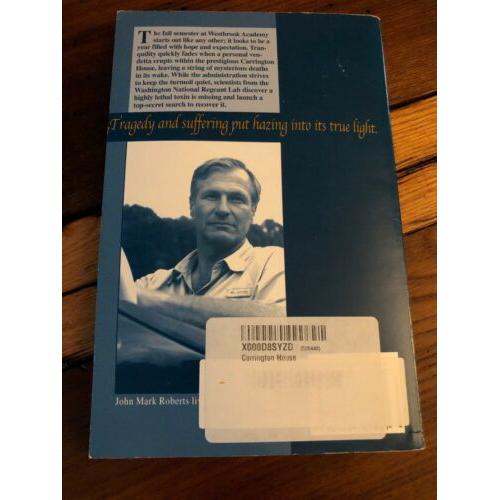 The fall semester at Westbrook Academy
starts out like any other; it looks to be a
year filled with hope and expectation. Tran-
quility quickly fades when a personal ven-
detta erupts within the prestigious Carrington
House, leaving a string of mysterious deaths
in its wake. While the administration strives
to keep the turmoil quiet, scientists from the
Washington National Regeant Lab discover a
highly lethal toxin is missing and launch a
top-secret search to recover it.
Tragedy and suffering put hazing into its true light.
X000D8SYZD
Carrington House
John Mark Roberts